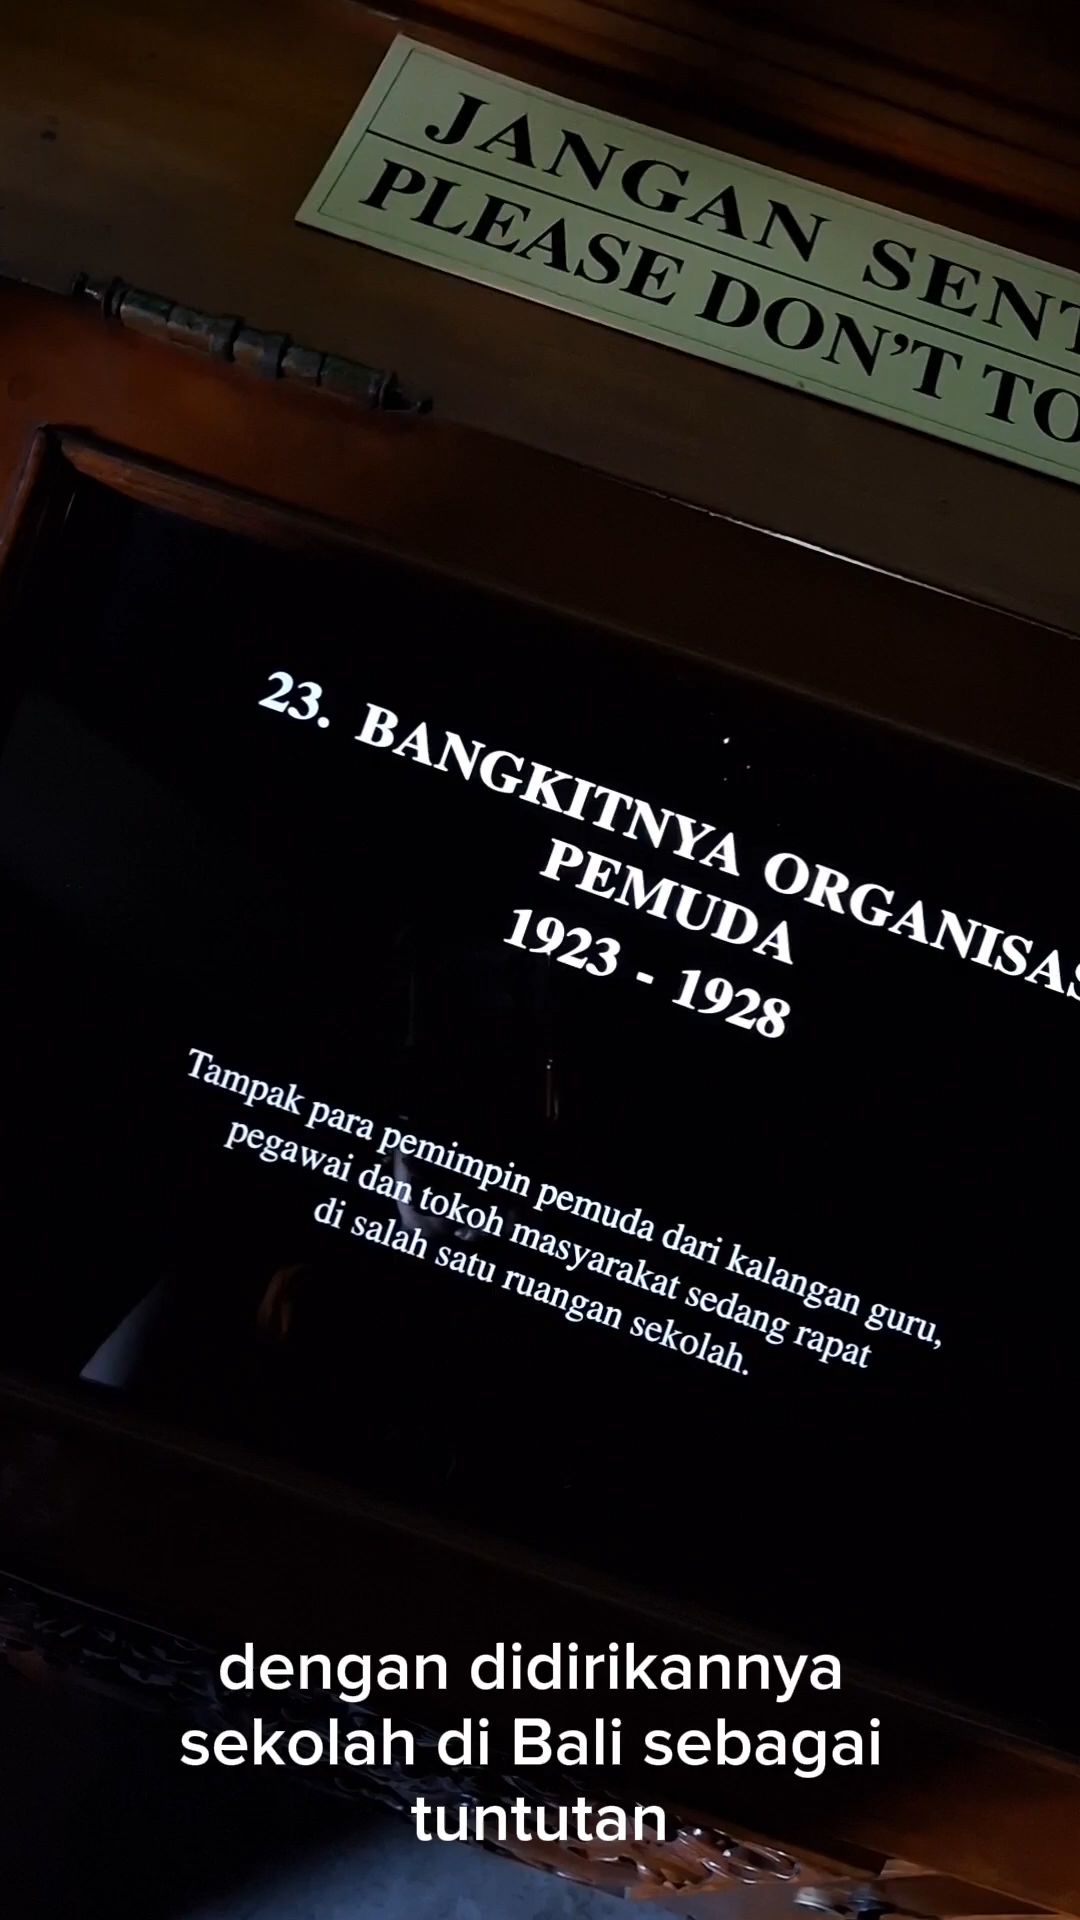 JANGAN SENT
PLEASE DON'T TO
23. BANGKITNYA ORGANISAS
PEMUDA
1923 - 1928
Tampak para pemimpin pemuda dari kalangan guru,
pegawai dan tokoh masyarakat sedang rapat
di salah satu ruangan sekolah.
dengan didirikannya
sekolah di Bali sebagai
tuntutan